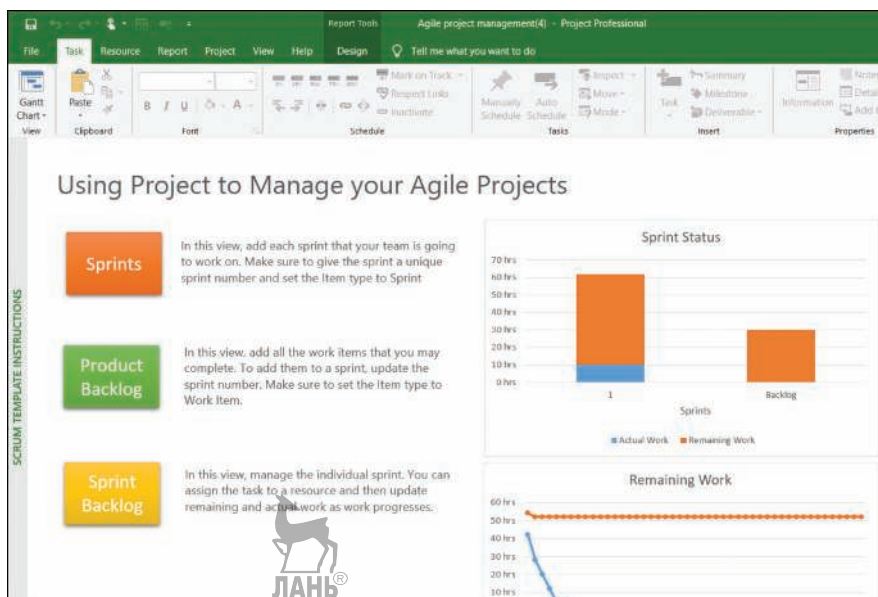 Report Tools
Agile project management(4) - Project Professional
File
Task
Resource
Report
Project
View
Help
Design
Tell me what you want to do
Gantt
Chart
View
Paste
Clipboard
B I U
A
Font
Mark on Track
Respect Links
Inactivate
Schedule
Manually
Schedule
Auto
Schedule
Inspect
Move
Mode
Tasks
Task
Summary
Milestone
Deliverable
Insert
Information
Notes
Properties
SCRUM TEMPLATE INSTRUCTIONS
Using Project to Manage your Agile Projects
Sprints
In this view, add each sprint that your team is going
to work on. Make sure to give the sprint a unique
sprint number and set the Item type to Sprint
Product
Backlog
In this view, add all the work items that you may
complete. To add them to a sprint, update the
sprint number. Make sure to set the Item type to
Work Item.
Sprint
Backlog
In this view, manage the individual sprint. You can
assign the task to a resource and then update
remaining and actual work as work progresses.
Sprint Status
70 hrs
60 hrs
50 hrs
40 hrs
30 hrs
20 hrs
10 hrs
0 hrs
1
Backlog
Sprints
Actual Work
Remaining Work
Remaining Work
60 hrs
50 hrs
40 hrs
30 hrs
20 hrs
10 hrs
ЛАНЬ®